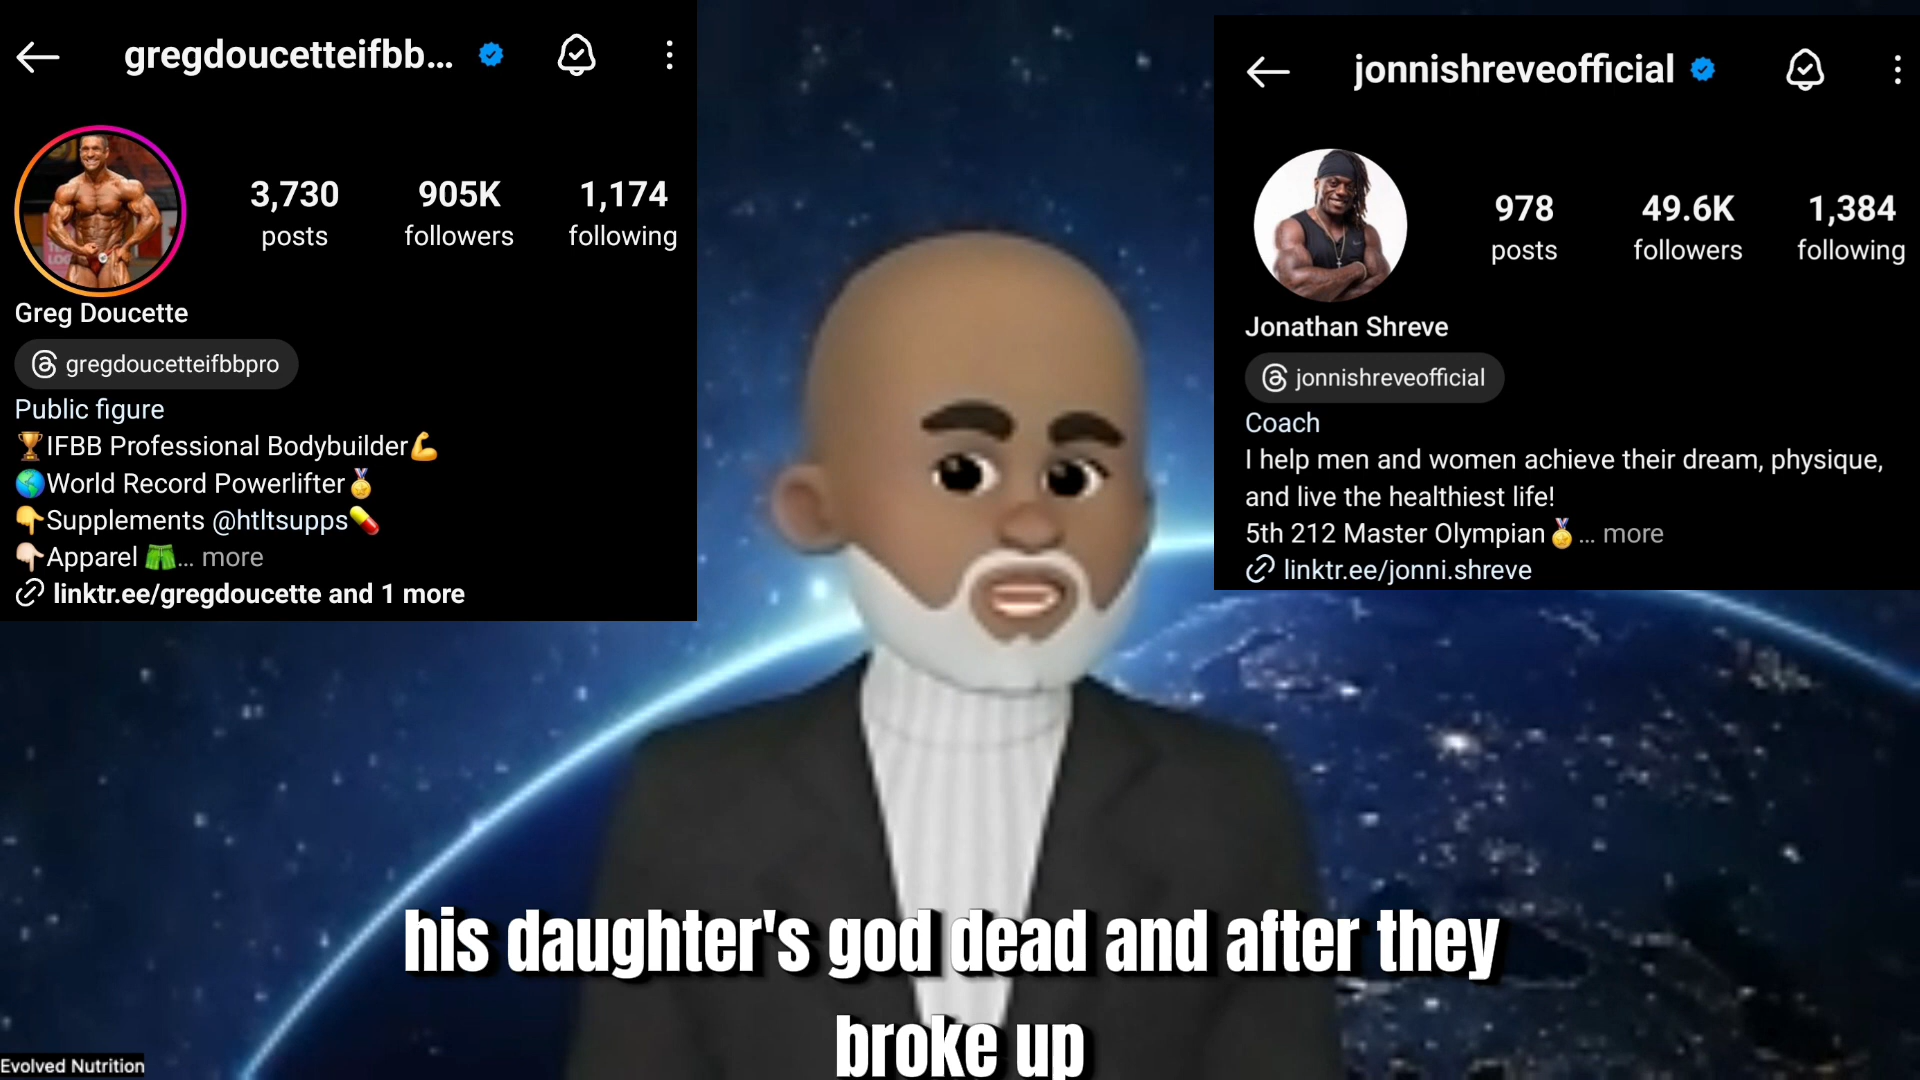 gregdoucetteifbb...
3,730
905K
1,174
posts
followers
following
Greg Doucette
gregdoucetteifbbpro
Public figure
🏆IFBB Professional Bodybuilder💪
🌎World Record Powerlifter🏅
👇Supplements @htltsupps💊
👇🏻Apparel 🩳... more
linktr.ee/gregdoucette and 1 more
jonnishreveofficial
978
49.6K
1,384
posts
followers
following
Jonathan Shreve
jonnishreveofficial
Coach
I help men and women achieve their dream, physique,
and live the healthiest life!
5th 212 Master Olympian🏅... more
linktr.ee/jonni.shreve
his daughter's god dead and after they
broke up
Evolved Nutrition